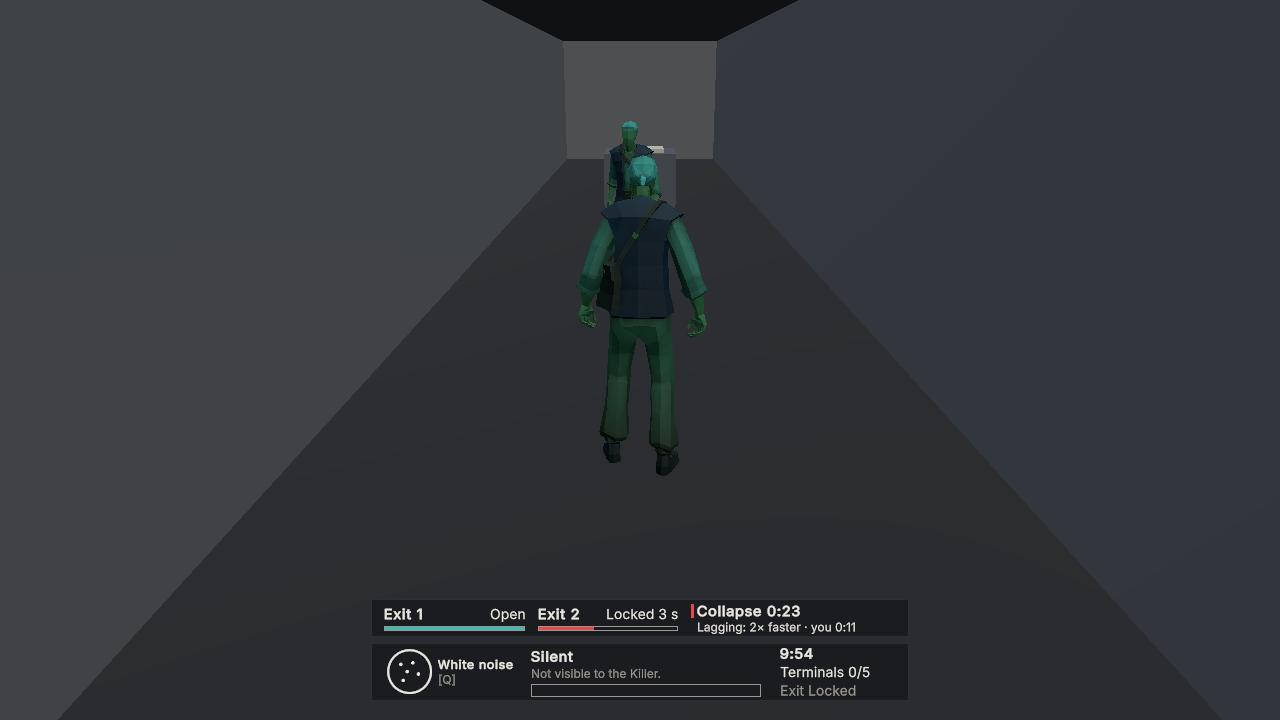 Exit 1 Open Exit 2 Locked 3 s Collapse 0:23
Lagging: 2× faster · you 0:11
White noise
[Q]
Silent
Not visible to the Killer.
9:54
Terminals 0/5
Exit Locked